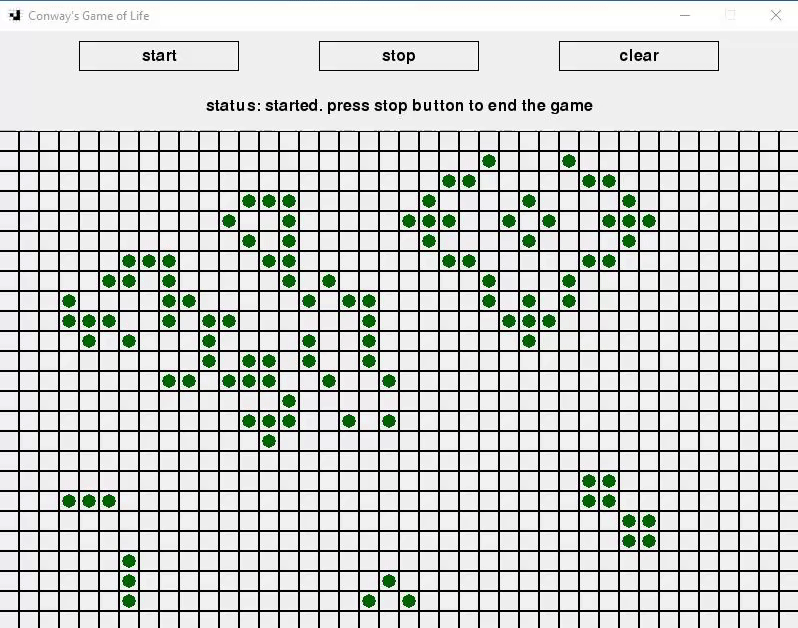 Conway's Game of Life
start
stop
clear
status: started. press stop button to end the game